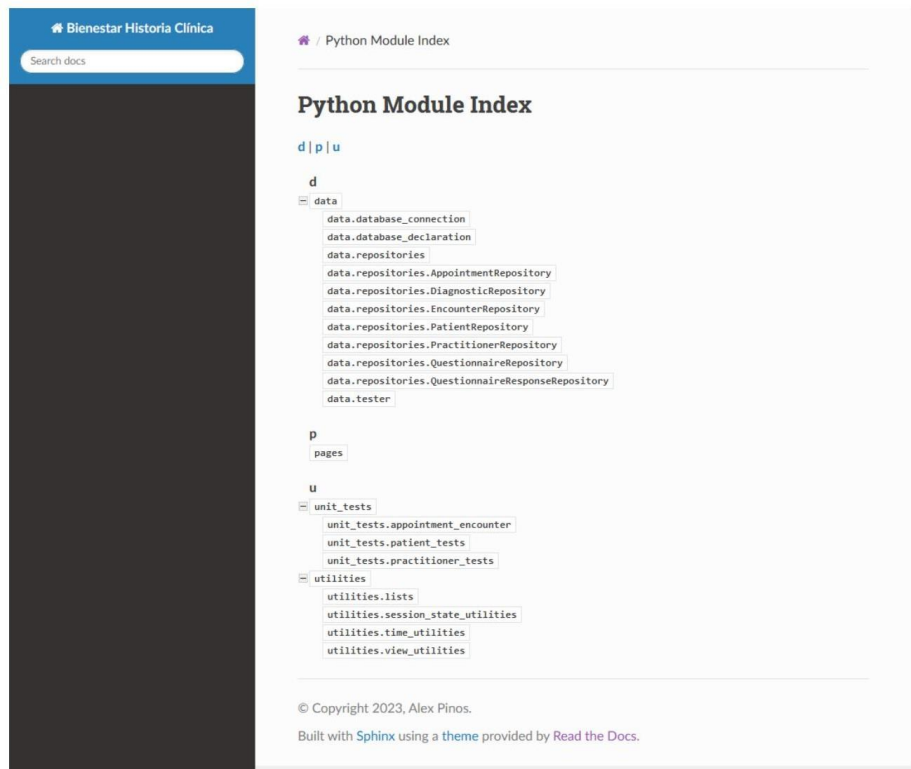 Bienestar Historia Clínica
Search docs
/ Python Module Index
Python Module Index
d | p | u
d
data
data.database_connection
data.database_declaration
data.repositories
data.repositories.AppointmentRepository
data.repositories.DiagnosticRepository
data.repositories.EncounterRepository
data.repositories.PatientRepository
data.repositories.PractitionerRepository
data.repositories.QuestionnaireRepository
data.repositories.QuestionnaireResponseRepository
data.tester
p
pages
u
unit_tests
unit_tests.appointment_encounter
unit_tests.patient_tests
unit_tests.practitioner_tests
utilities
utilities.lists
utilities.session_state_utilities
utilities.time_utilities
utilities.view_utilities
© Copyright 2023, Alex Pinos.
Built with Sphinx using a theme provided by Read the Docs.